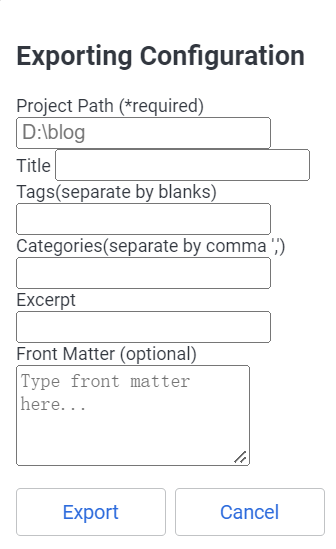 Exporting Configuration
Project Path (*required)
D:\blog
Title
Tags(separate by blanks)
Categories(separate by comma ',')
Excerpt
Front Matter (optional)
Type front matter
here...
Export Cancel